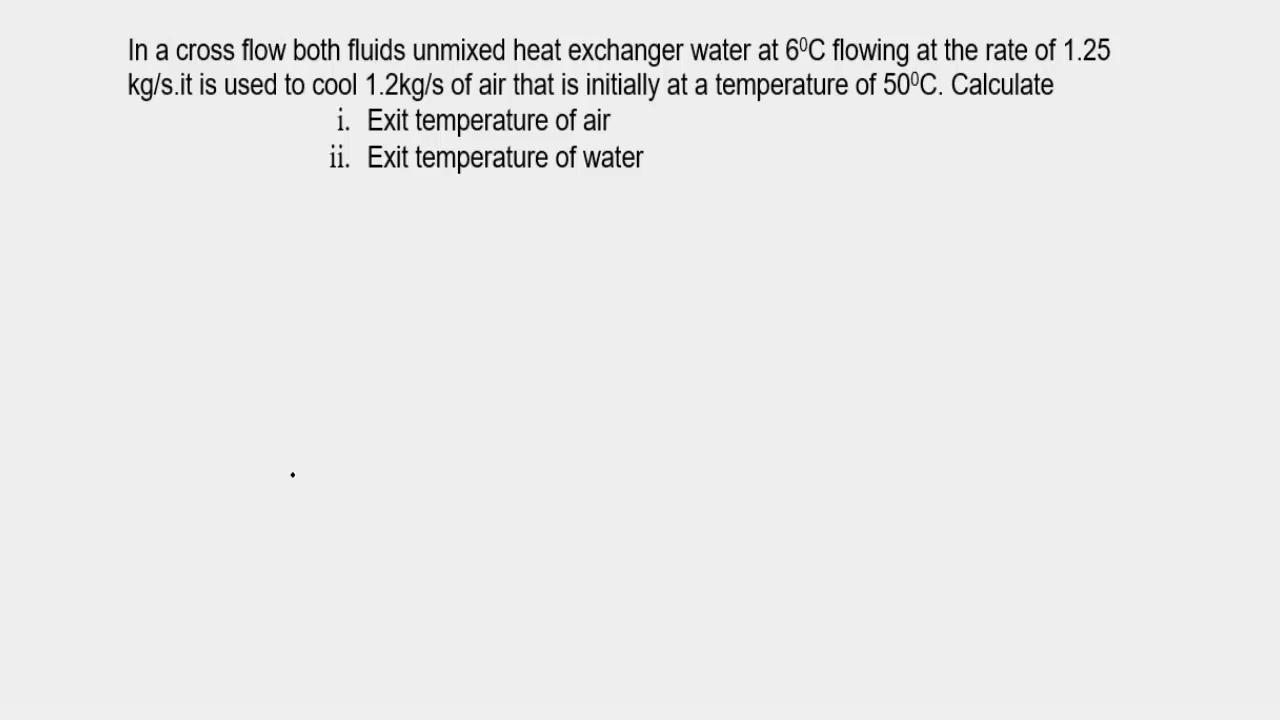 In a cross flow both fluids unmixed heat exchanger water at 6⁰C flowing at the rate of 1.25
kg/s.it is used to cool 1.2kg/s of air that is initially at a temperature of 50⁰C. Calculate
i. Exit temperature of air
ii. Exit temperature of water